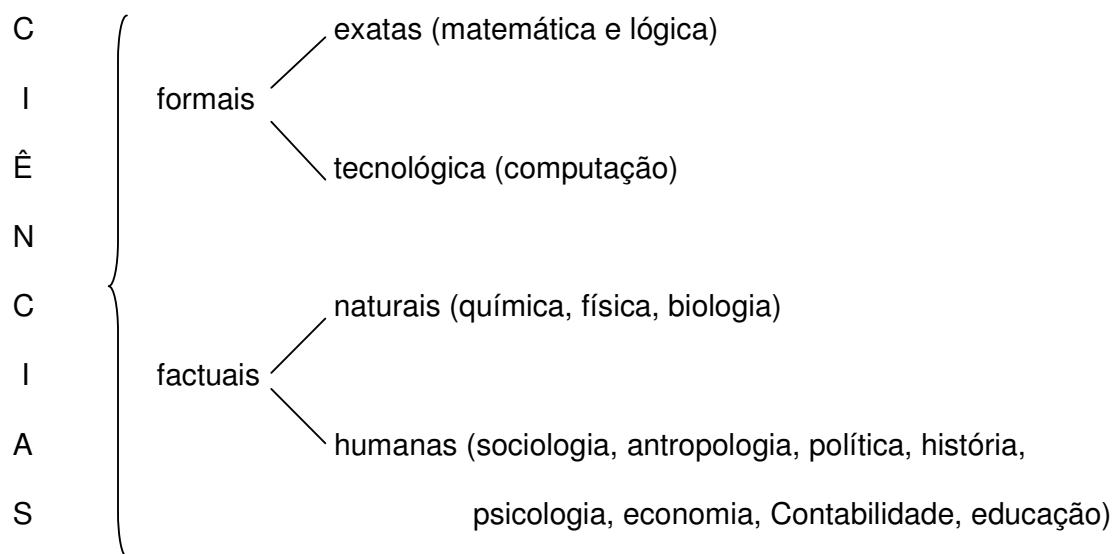 C exatas (matemática e lógica)
I formais
Ê tecnológica (computação)
N
C naturais (química, física, biologia)
I factuais
A humanas (sociologia, antropologia, política, história,
S psicologia, economia, Contabilidade, educação)